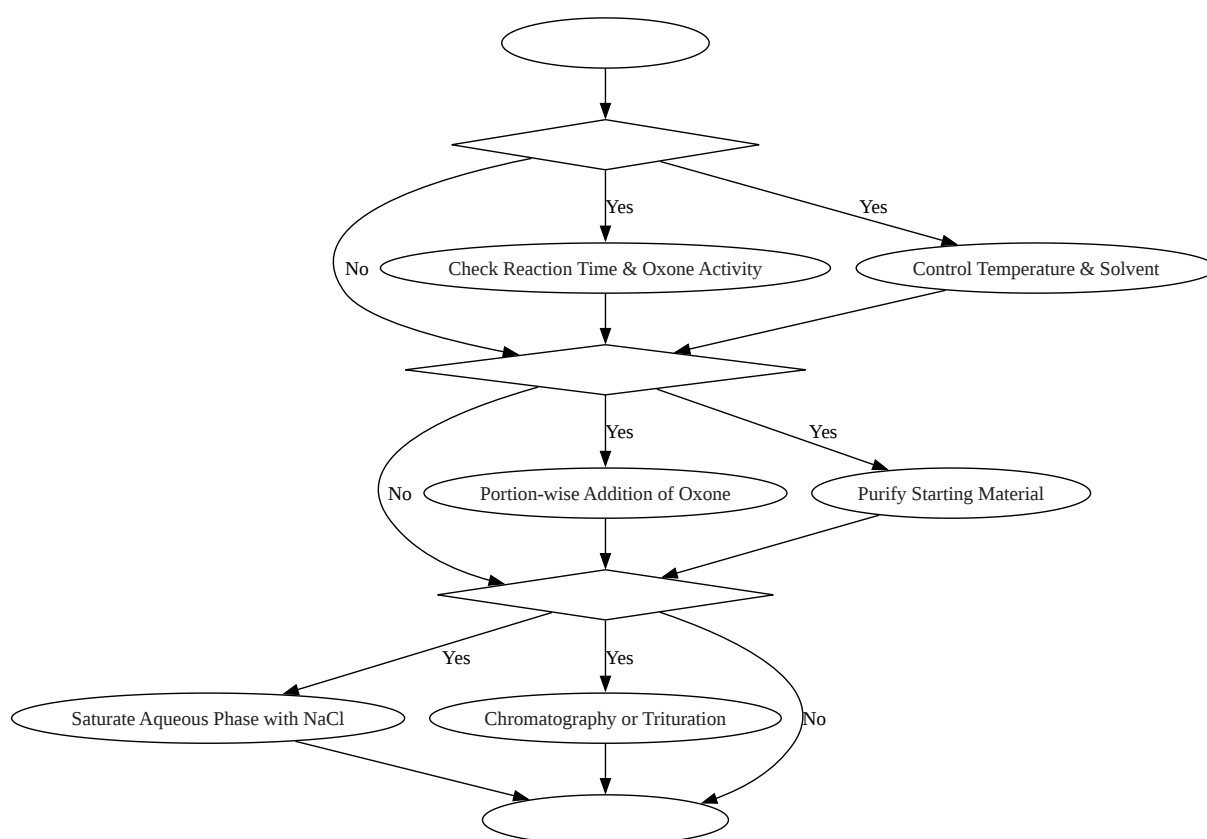 Yes
Yes
No
Check Reaction Time & Oxone Activity
Control Temperature & Solvent
Yes
Yes
No
Portion-wise Addition of Oxone
Purify Starting Material
Yes
Yes
Saturate Aqueous Phase with NaCl
Chromatography or Trituration
No